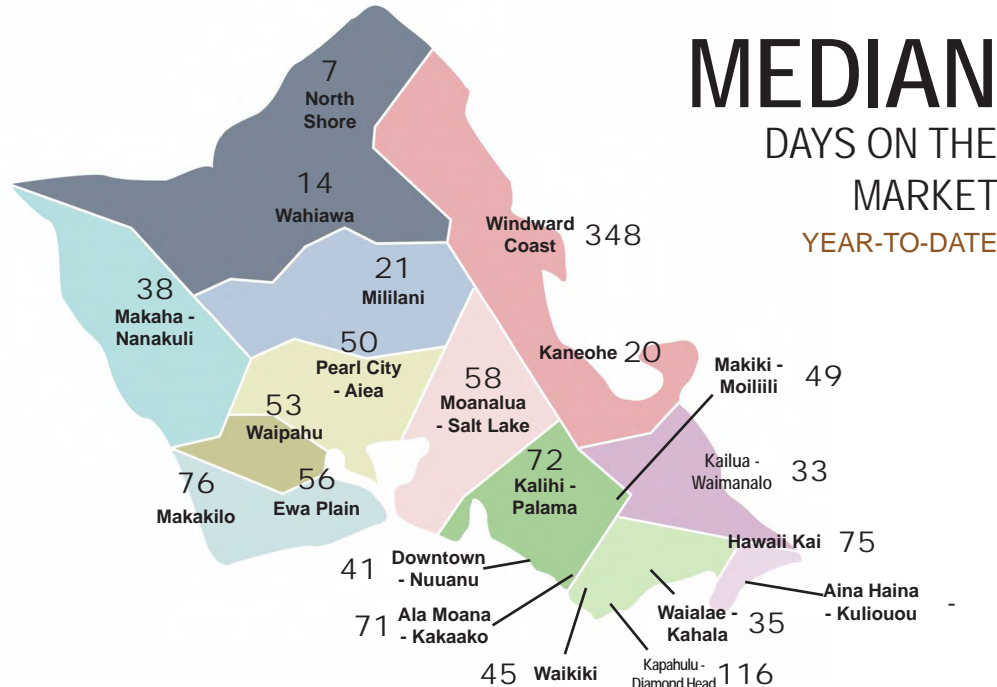 MEDIAN
DAYS ON THE
MARKET
YEAR-TO-DATE
7
North
Shore
14
Wahiawa
Windward
Coast
348
21
Mililani
38
Makaha -
Nanakuli
50
Pearl City
- Aiea
Kaneohe 20
58
Moanalua
- Salt Lake
Makiki -
Moiliili
49
53
Waipahu
72
Kalihi -
Palama
Kailua -
Waimanalo
33
76
Makakilo
56
Ewa Plain
Hawaii Kai 75
41
Downtown
- Nuuanu
Aina Haina
- Kuliouou
-
71
Ala Moana
- Kakaako
Waialae -
Kahala
35
45 Waikiki
Kapahulu -
Diamond Head
116